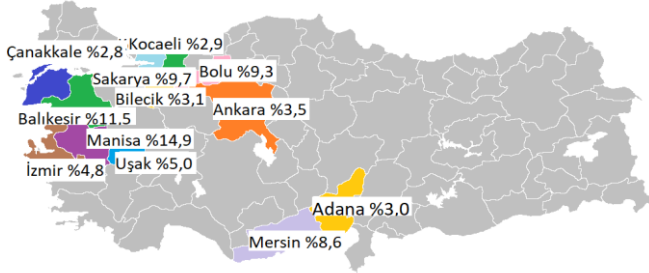 Çanakkale %2,8
Kocaeli %2,9
Sakarya %9,7
Bolu %9,3
Bilecik %3,1
Ankara %3,5
Balıkesir %11,5
Manisa %14,9
İzmir %4,8
Uşak %5,0
Adana %3,0
Mersin %8,6